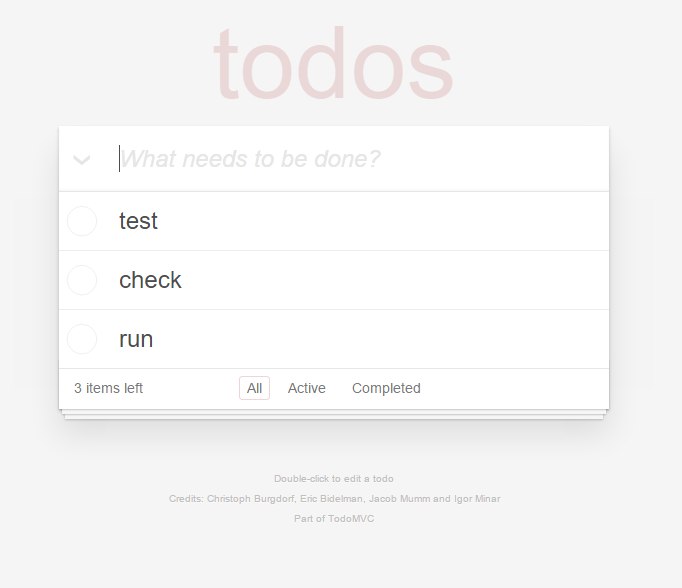 todos
What needs to be done?
test
check
run
3 items left All Active Completed
Double-click to edit a todo
Credits: Christoph Burgdorf, Eric Bidelman, Jacob Mumm and Igor Minar
Part of TodoMVC